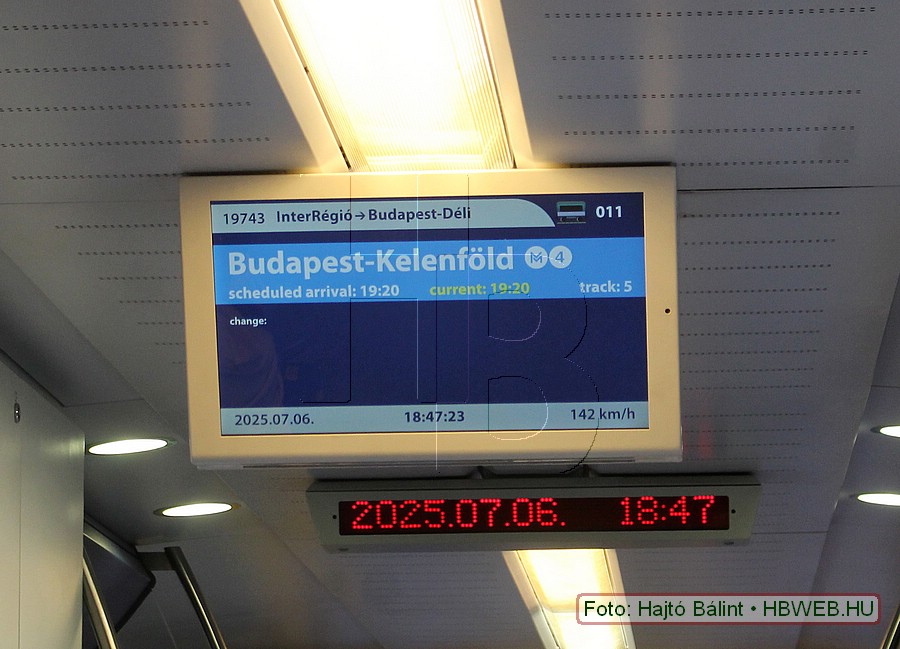 19743 InterRégió→Budapest-Déli 011
Budapest-Kelenföld M 4
scheduled arrival: 19:20 current: 19:20 track: 5
change:
2025.07.06. 18:47:23 142 km/h
2025.07.06. 18:47
HB
Foto: Hajtó Bálint • HBWEB.HU